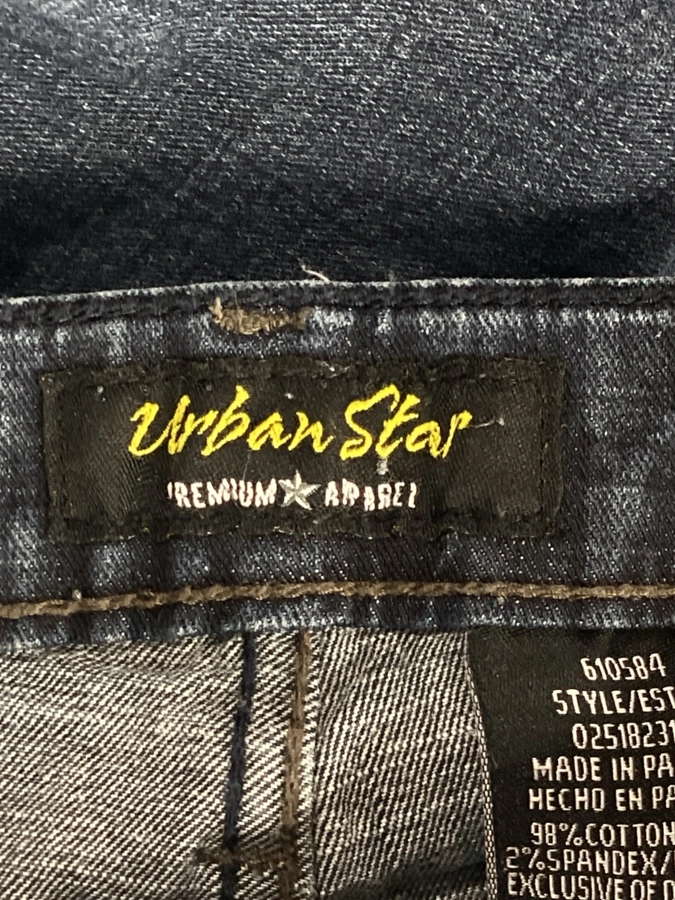 Urban Star
PREMIUM ★ APPAREL
610584
STYLE/EST
02518231
MADE IN PA
HECHO EN PA
98% COTTON
2% SPANDEX/
EXCLUSIVE OF D